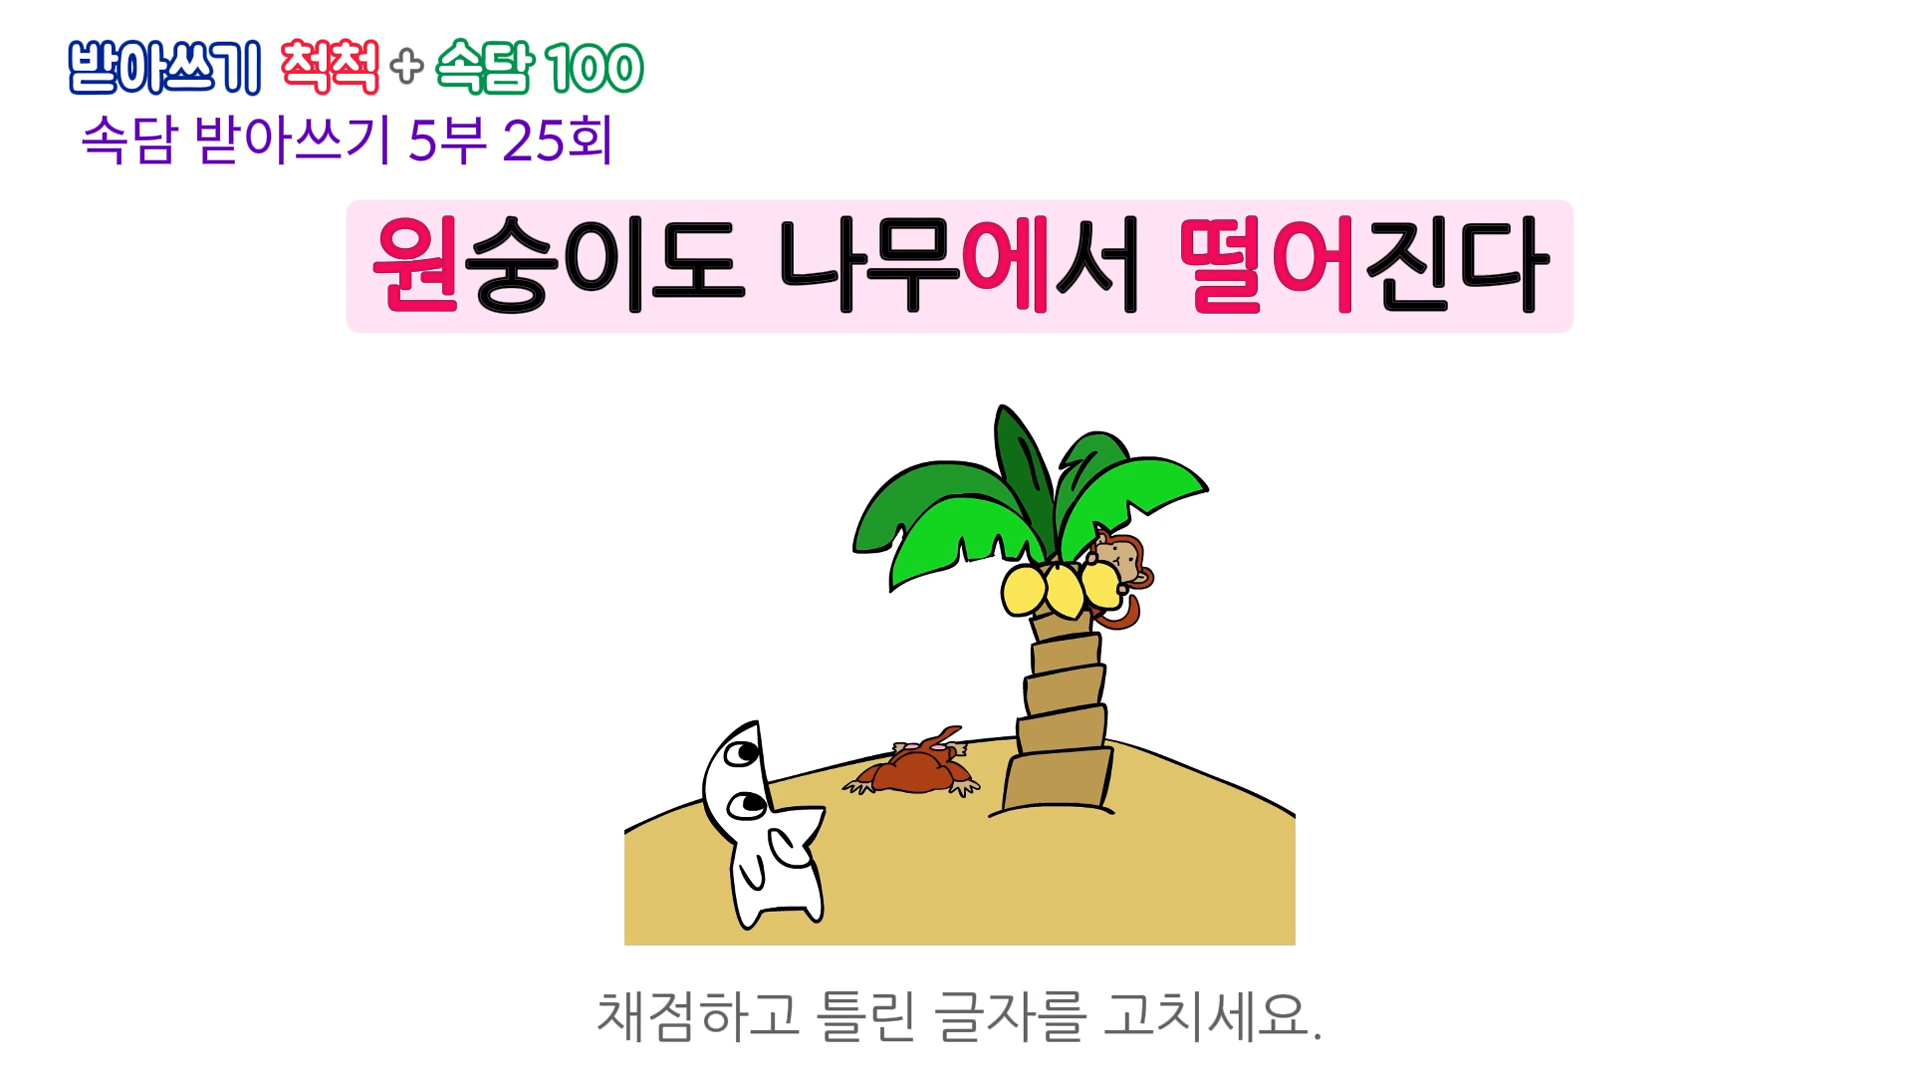 받아쓰기 척척 + 속담 100
속담 받아쓰기 5부 25회
원숭이도 나무에서 떨어진다
채점하고 틀린 글자를 고치세요.